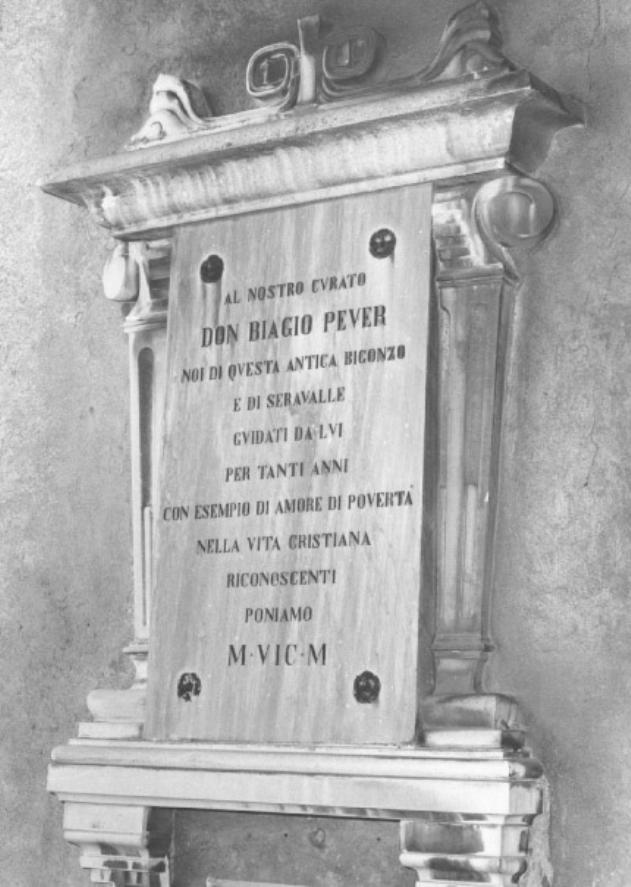 AL NOSTRO CVRATO
DON BIAGIO PEVER
NOI DI QVESTA ANTICA BIGONZO
E DI SERAVALLE
GVIDATI DA LVI
PER TANTI ANNI
CON ESEMPIO DI AMORE DI POVERTA
NELLA VITA CRISTIANA
RICONOSCENTI
PONIAMO
M·VIC·M